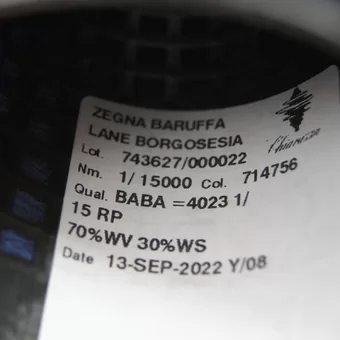 ZEGNA BARUFFA
LANE BORGOSESIA
Chiavazza
Lot. 743627/000022
Nm. 1/15000 Col. 714756
Qual. BABA =4023 1/
15 RP
70%WV 30%WS
Date 13-SEP-2022 Y/08